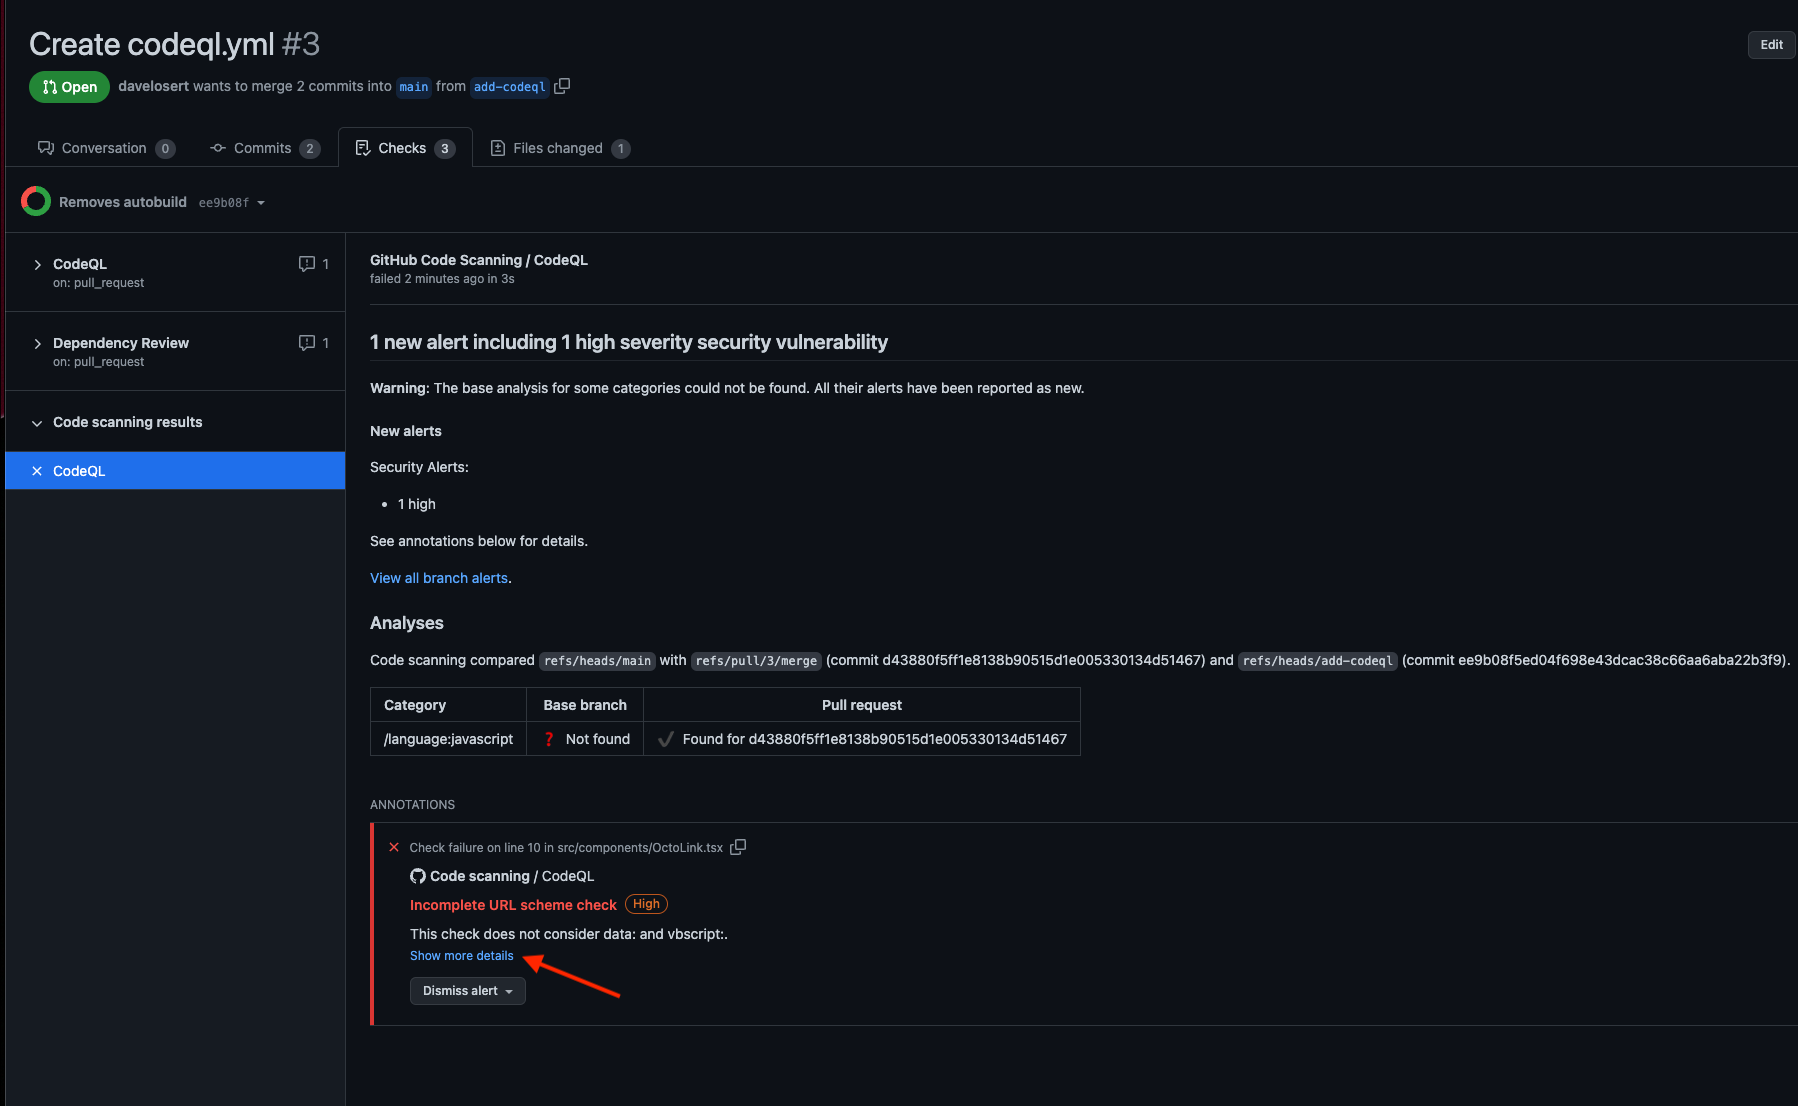 Create codeql.yml #3
Edit
Open davelosert wants to merge 2 commits into main from add-codeql
Conversation 0 Commits 2 Checks 3 Files changed 1
Removes autobuild ee9b08f
CodeQL 1
on: pull_request
Dependency Review 1
on: pull_request
Code scanning results
CodeQL
GitHub Code Scanning / CodeQL
failed 2 minutes ago in 3s
1 new alert including 1 high severity security vulnerability
Warning: The base analysis for some categories could not be found. All their alerts have been reported as new.
New alerts
Security Alerts:
• 1 high
See annotations below for details.
View all branch alerts.
Analyses
Code scanning compared refs/heads/main with refs/pull/3/merge (commit d43880f5ff1e8138b90515d1e005330134d51467) and refs/heads/add-codeql (commit ee9b08f5ed04f698e43dcac38c66aa6aba22b3f9).
Category Base branch Pull request
/language:javascript ❓ Not found ✔ Found for d43880f5ff1e8138b90515d1e005330134d51467
ANNOTATIONS
Check failure on line 10 in src/components/OctoLink.tsx
Code scanning / CodeQL
Incomplete URL scheme check High
This check does not consider data: and vbscript:.
Show more details
Dismiss alert